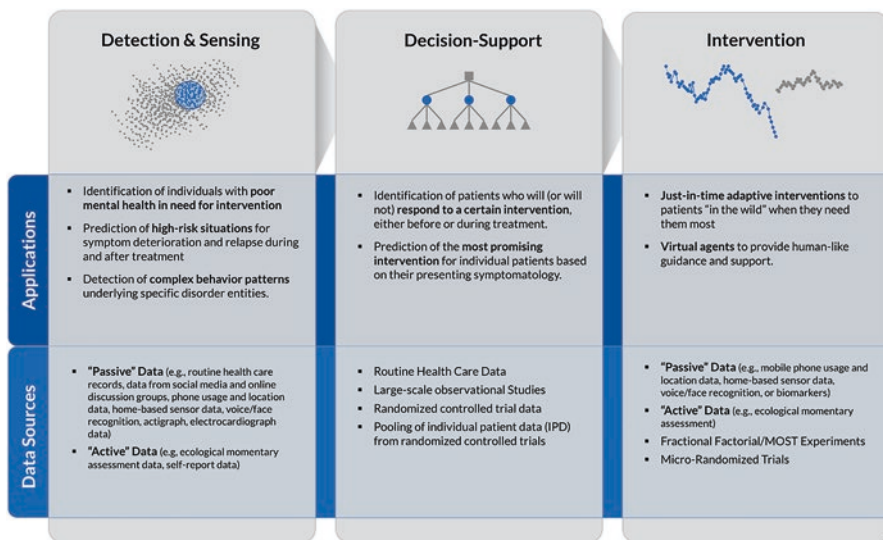 Detection & Sensing
Decision-Support
Intervention
Applications
▪ Identification of individuals with poor
mental health in need for intervention
▪ Prediction of high-risk situations for
symptom deterioration and relapse during
and after treatment
▪ Detection of complex behavior patterns
underlying specific disorder entities.
▪ Identification of patients who will (or will
not) respond to a certain intervention,
either before or during treatment.
▪ Prediction of the most promising
intervention for individual patients based
on their presenting symptomatology.
▪ Just-in-time adaptive interventions to
patients "in the wild" when they need
them most
▪ Virtual agents to provide human-like
guidance and support.
Data Sources
▪ "Passive" Data (e.g., routine health care
records, data from social media and online
discussion groups, phone usage and location
data, home-based sensor data, voice/face
recognition, actigraph, electrocardiograph
data)
▪ "Active" Data (e.g, ecological momentary
assessment data, self-report data)
▪ Routine Health Care Data
▪ Large-scale observational Studies
▪ Randomized controlled trial data
▪ Pooling of individual patient data (IPD)
from randomized controlled trials
▪ "Passive" Data (e.g., mobile phone usage and
location data, home-based sensor data,
voice/face recognition, or biomarkers)
▪ "Active" Data (e.g., ecological momentary
assessment)
▪ Fractional Factorial/MOST Experiments
▪ Micro-Randomized Trials